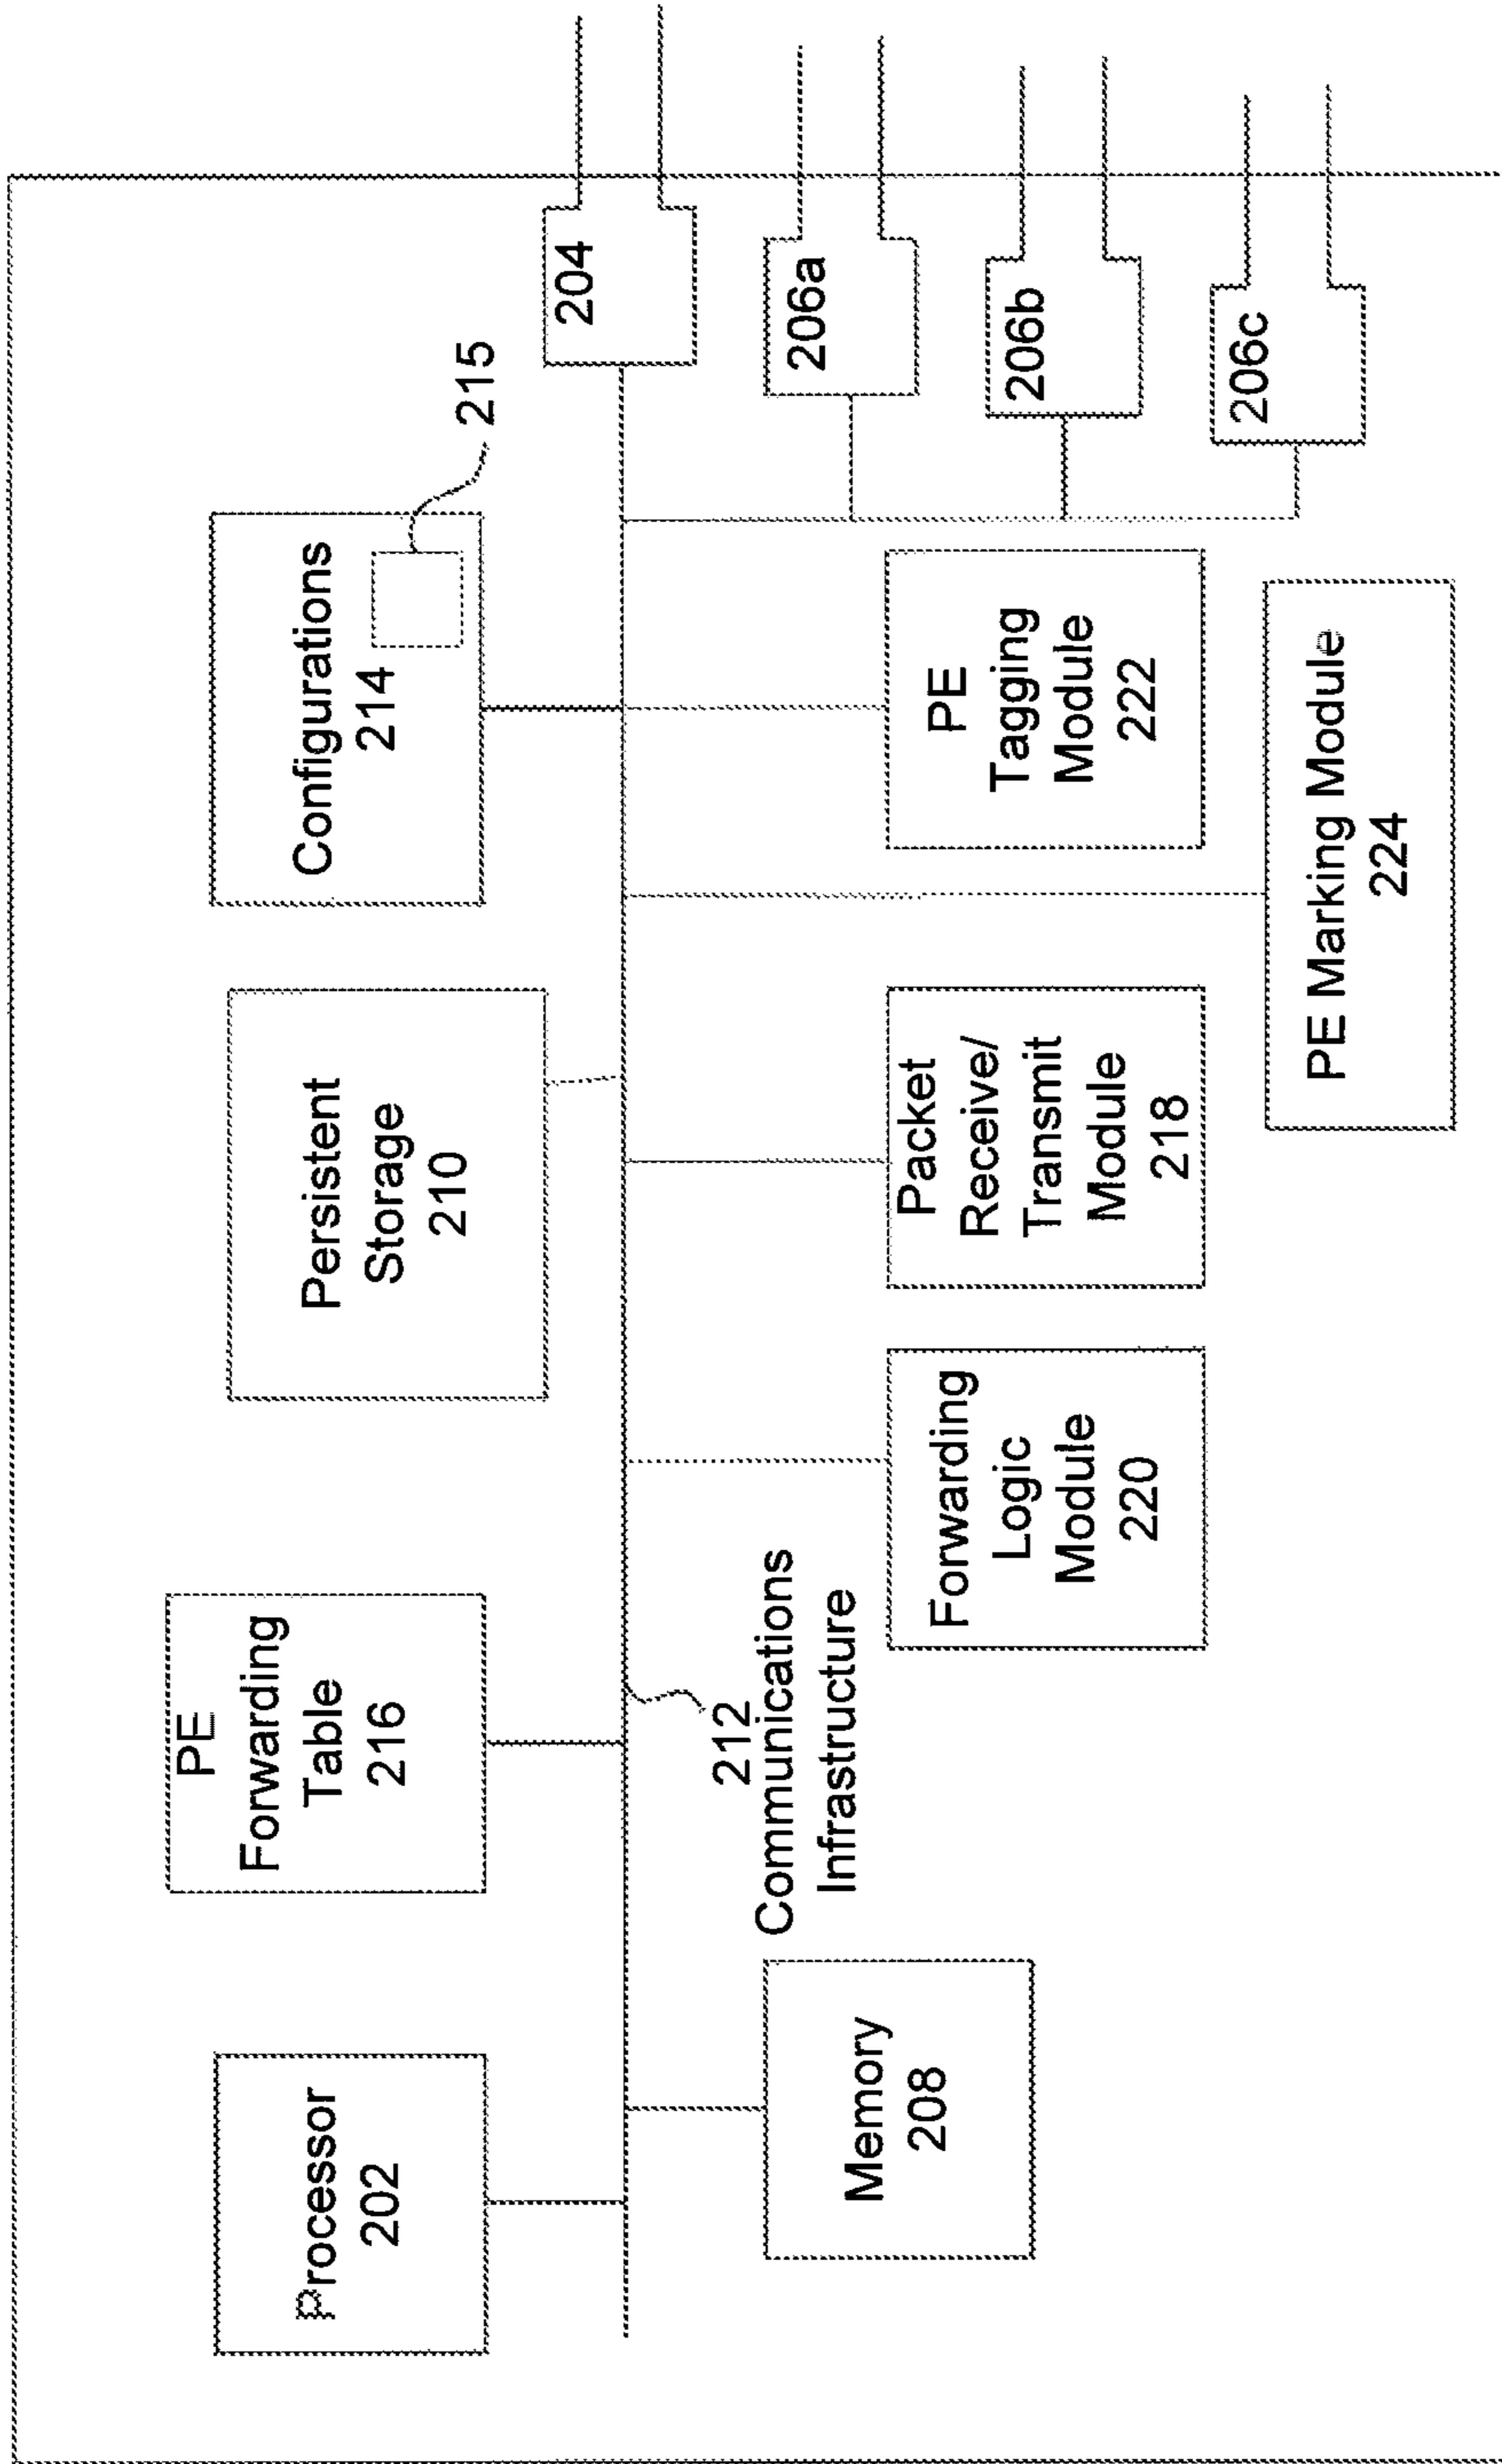 Processor
202
PE
Forwarding
Table
216
Persistent
Storage
210
Configurations
214
215
204
206a
206b
206c
212
Communications
Infrastructure
Memory
208
Forwarding
Logic
Module
220
Packet
Receive/
Transmit
Module
218
PE
Tagging
Module
222
PE Marking Module
224